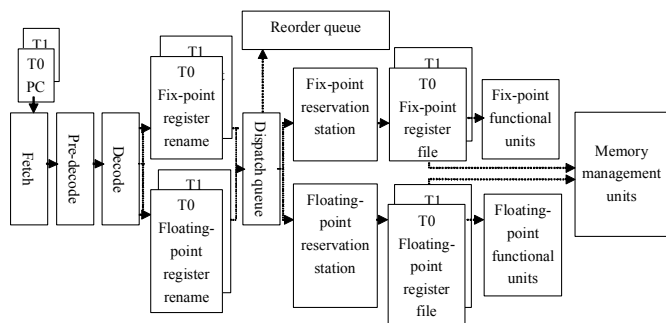 T1
T0
PC
Fetch
Pre-decode
Decode
T1
T0
Fix-point
register
rename
T1
T0
Floating-
point
register
rename
Dispatch queue
Reorder queue
Fix-point
reservation
station
Floating-
point
reservation
station
T1
T0
Fix-point
register
file
T1
T0
Floating-
point
register
file
Fix-point
functional
units
Floating-
point
functional
units
Memory
management
units